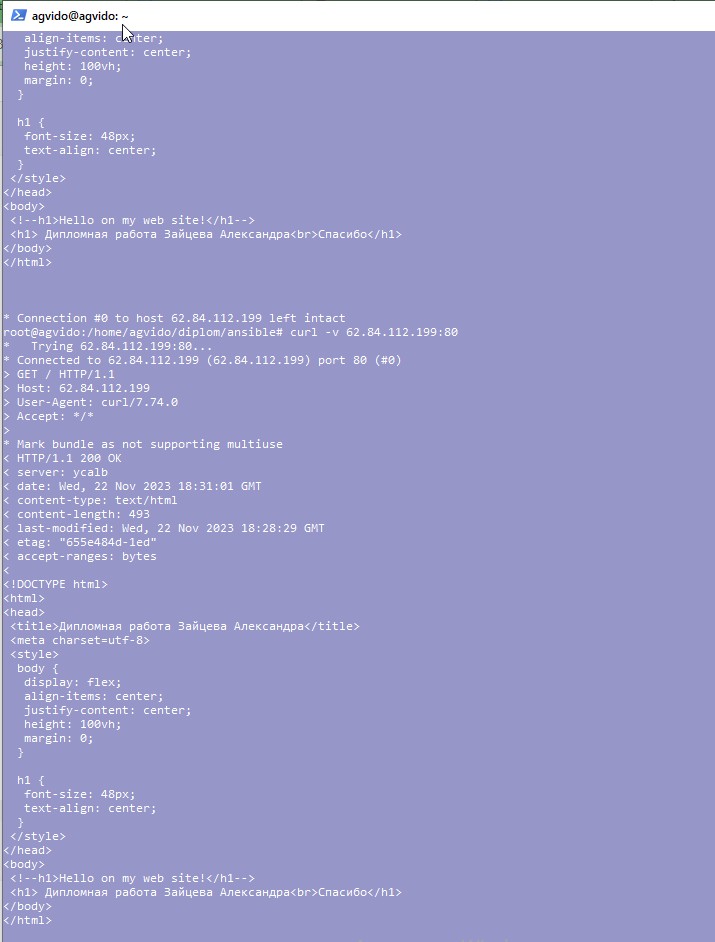 agvido@agvido: ~
align-items: center;
justify-content: center;
height: 100vh;
margin: 0;
}
h1 {
font-size: 48px;
text-align: center;
}
</style>
</head>
<body>
<!--h1>Hello on my web site!</h1-->
<h1> Дипломная работа Зайцева Александра<br>Спасибо</h1>
</body>
</html>
* Connection #0 to host 62.84.112.199 left intact
root@agvido:/home/agvido/diplom/ansible# curl -v 62.84.112.199:80
*   Trying 62.84.112.199:80...
* Connected to 62.84.112.199 (62.84.112.199) port 80 (#0)
> GET / HTTP/1.1
> Host: 62.84.112.199
> User-Agent: curl/7.74.0
> Accept: */*
>
* Mark bundle as not supporting multiuse
< HTTP/1.1 200 OK
< server: ycalb
< date: Wed, 22 Nov 2023 18:31:01 GMT
< content-type: text/html
< content-length: 493
< last-modified: Wed, 22 Nov 2023 18:28:29 GMT
< etag: "655e484d-1ed"
< accept-ranges: bytes
<
<!DOCTYPE html>
<html>
<head>
<title>Дипломная работа Зайцева Александра</title>
<meta charset=utf-8>
<style>
body {
display: flex;
align-items: center;
justify-content: center;
height: 100vh;
margin: 0;
}
h1 {
font-size: 48px;
text-align: center;
}
</style>
</head>
<body>
<!--h1>Hello on my web site!</h1-->
<h1> Дипломная работа Зайцева Александра<br>Спасибо</h1>
</body>
</html>